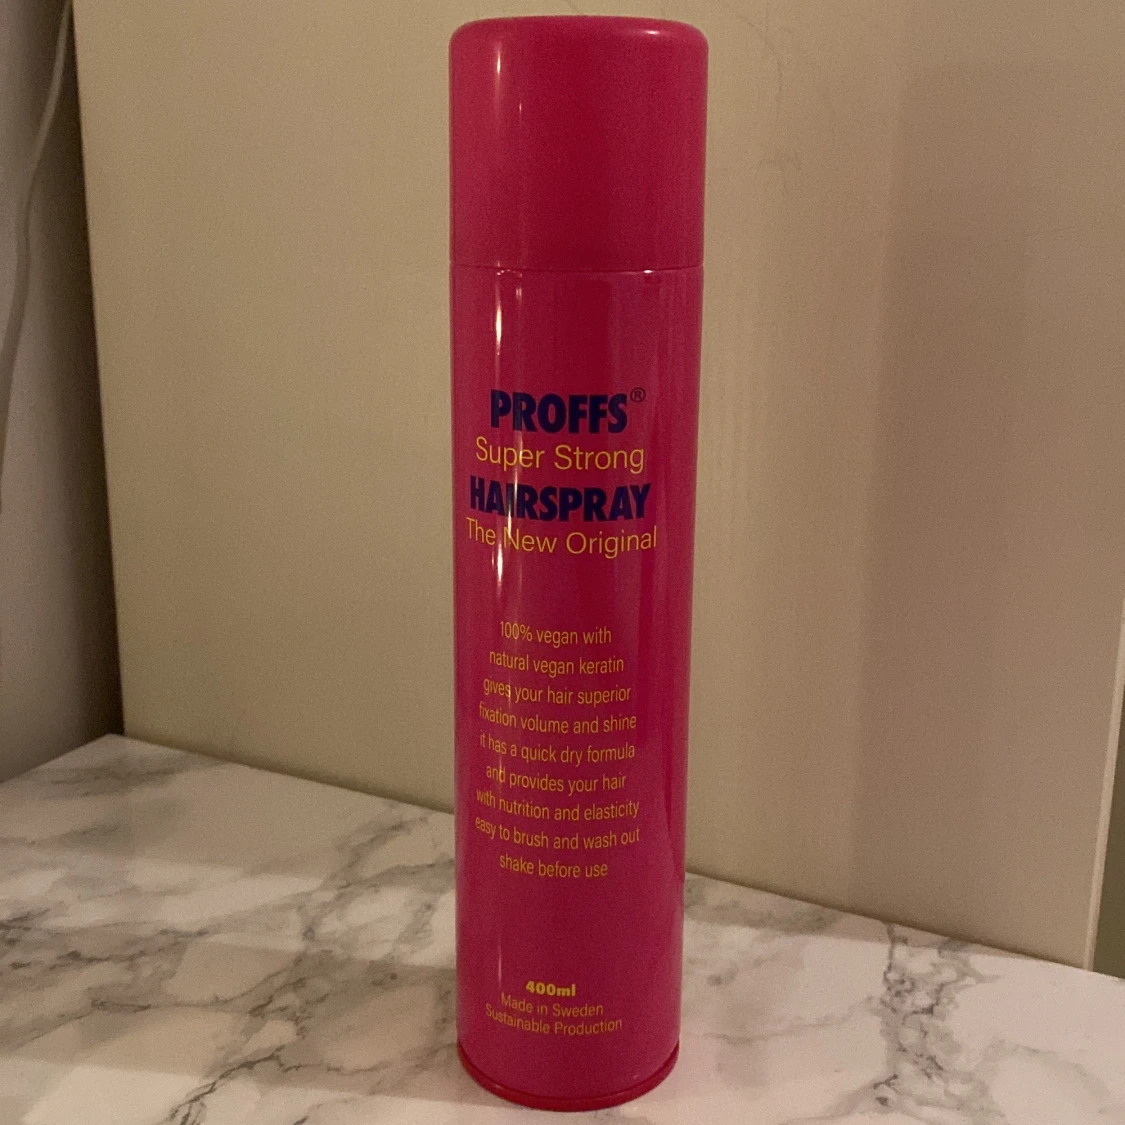 PROFFS®
Super Strong
HAIRSPRAY
The New Original
100% vegan with
natural vegan keratin
gives your hair superior
fixation volume and shine
it has a quick dry formula
and provides your hair
with nutrition and elasticity
easy to brush and wash out
shake before use
400ml
Made in Sweden
Sustainable Production